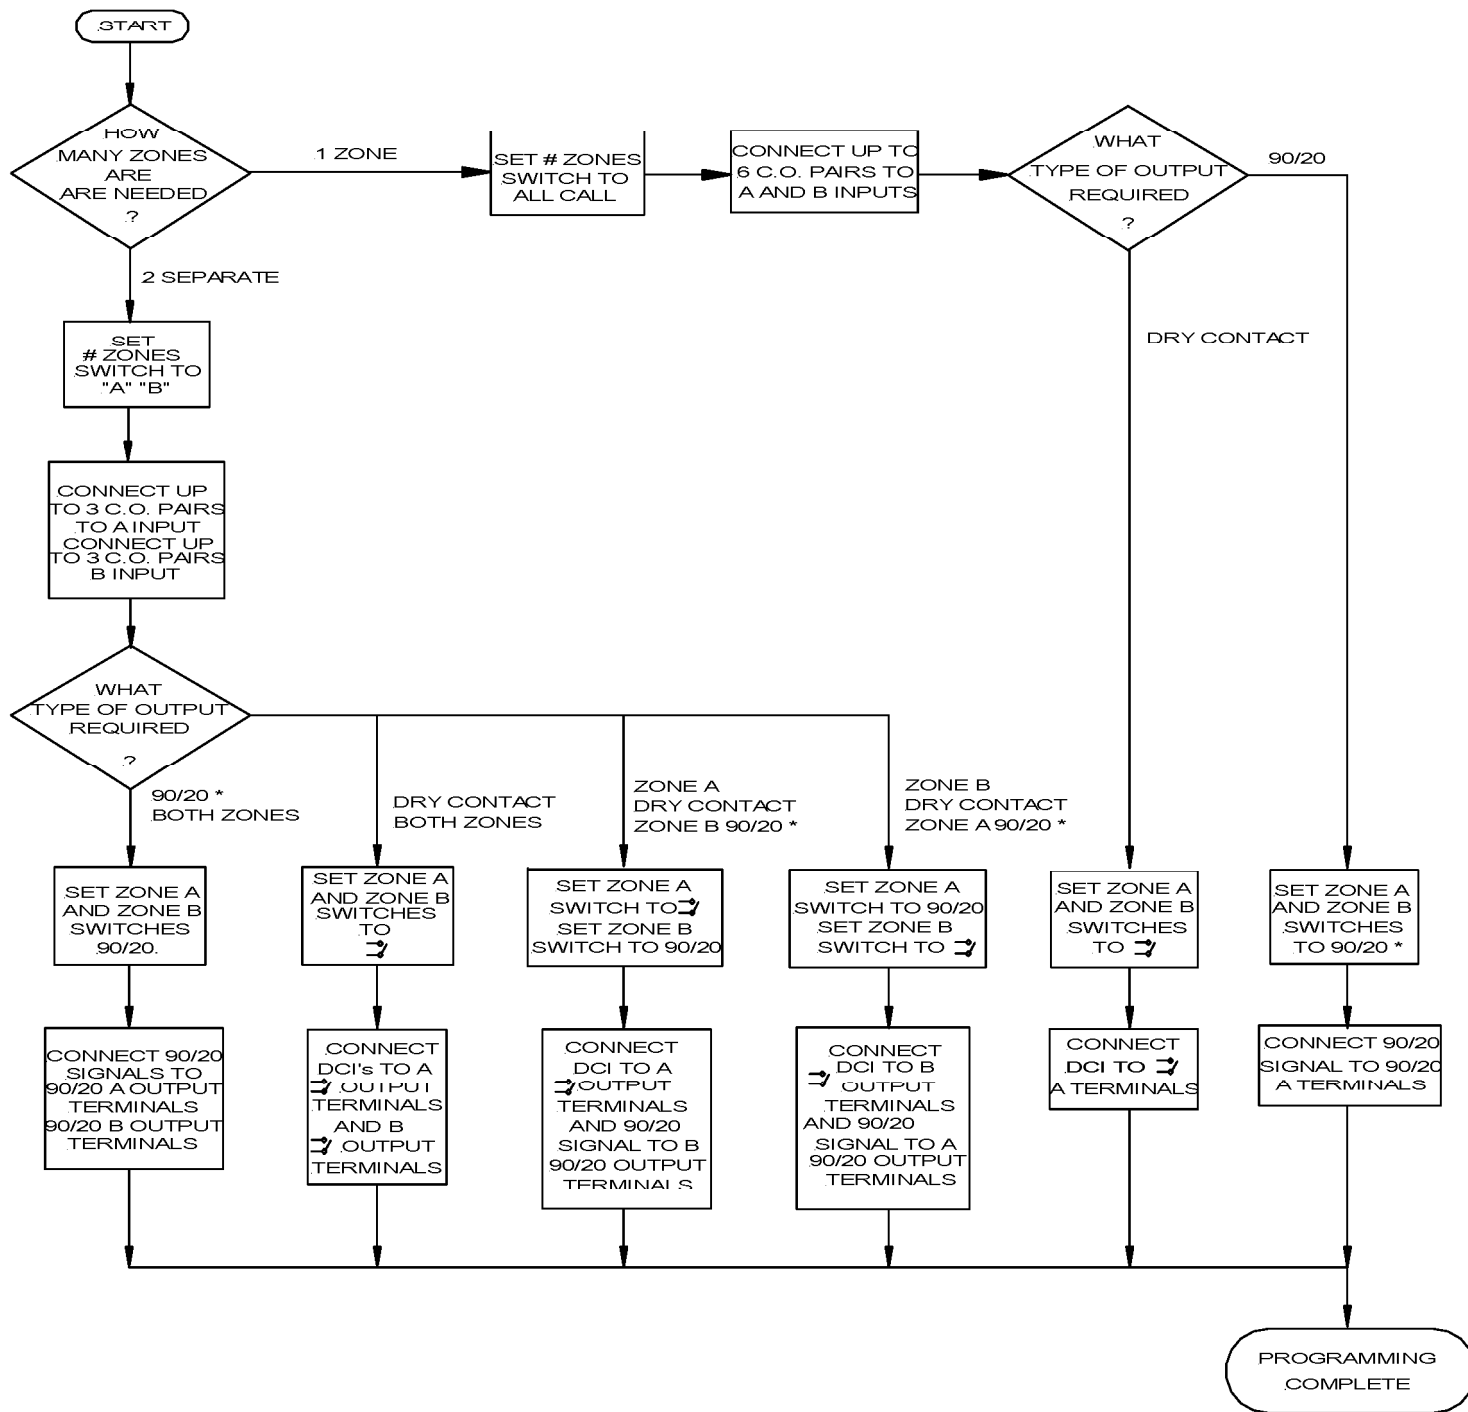 START
HOW
MANY ZONES
ARE
ARE NEEDED
?
1 ZONE
SET # ZONES
SWITCH TO
ALL CALL
CONNECT UP TO
6 C.O. PAIRS TO
A AND B INPUTS
WHAT
TYPE OF OUTPUT
REQUIRED
?
90/20
DRY CONTACT
2 SEPARATE
SET
# ZONES
SWITCH TO
"A" "B"
CONNECT UP
TO 3 C.O. PAIRS
TO A INPUT
CONNECT UP
TO 3 C.O. PAIRS
B INPUT
WHAT
TYPE OF OUTPUT
REQUIRED
?
90/20 *
BOTH ZONES
DRY CONTACT
BOTH ZONES
ZONE A
DRY CONTACT
ZONE B 90/20 *
ZONE B
DRY CONTACT
ZONE A 90/20 *
SET ZONE A
AND ZONE B
SWITCHES
90/20.
SET ZONE A
AND ZONE B
SWITCHES
TO
SET ZONE A
SWITCH TO
SET ZONE B
SWITCH TO 90/20
SET ZONE A
SWITCH TO 90/20
SET ZONE B
SWITCH TO
SET ZONE A
AND ZONE B
SWITCHES
TO
SET ZONE A
AND ZONE B
SWITCHES
TO 90/20 *
CONNECT 90/20
SIGNALS TO
90/20 A OUTPUT
TERMINALS
90/20 B OUTPUT
TERMINALS
CONNECT
DCI's TO A
OUTPUT
TERMINALS
AND B
OUTPUT
TERMINALS
CONNECT
DCI TO A
OUTPUT
TERMINALS
AND 90/20
SIGNAL TO B
90/20 OUTPUT
TERMINALS
CONNECT
DCI TO B
OUTPUT
TERMINALS
AND 90/20
SIGNAL TO A
90/20 OUTPUT
TERMINALS
CONNECT
DCI TO
A TERMINALS
CONNECT 90/20
SIGNAL TO 90/20
A TERMINALS
PROGRAMMING
COMPLETE